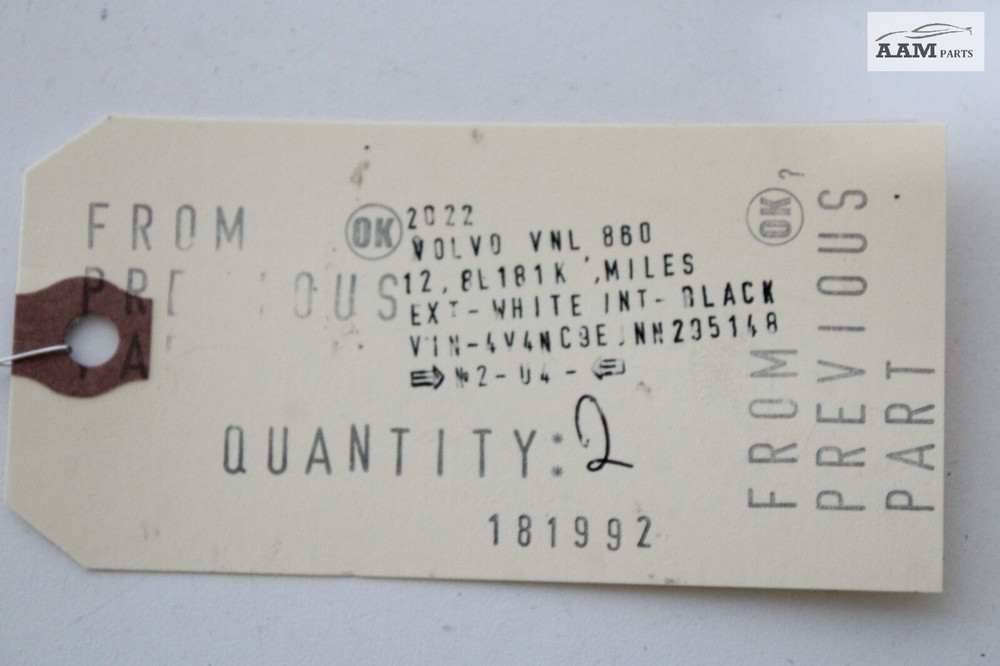 AAM PARTS
FROM
OK
2022
VOLVO VNL 860
12,8L181K ,MILES
EXT-WHITE INT-BLACK
QUANTITY: 2
181992
OK?
FROM
PREVIOUS
PART